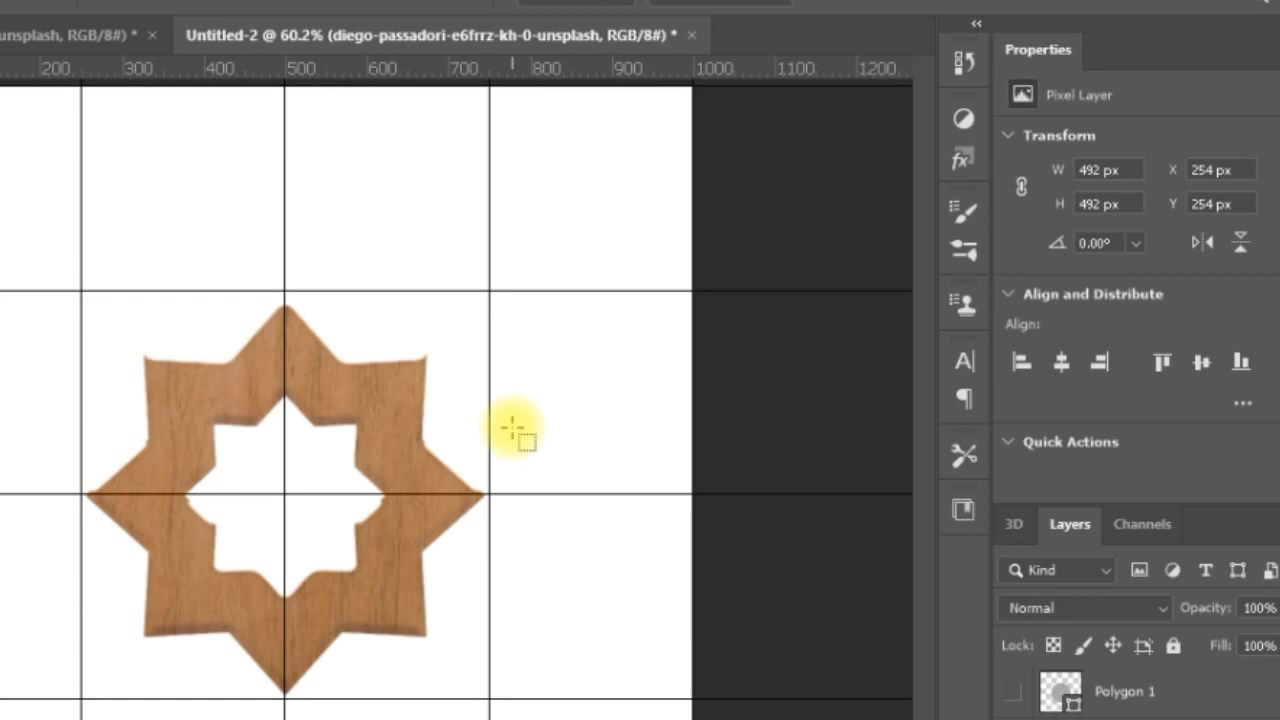 unsplash, RGB/8#) * × Untitled-2 @ 60.2% (diego-passadori-e6frrz-kh-0-unsplash, RGB/8#) * ×
200 300 400 500 600 700 800 900 1000 1100 1200
Properties
Pixel Layer
Transform
W 492 px X 254 px
H 492 px Y 254 px
0.00°
Align and Distribute
Align:
Quick Actions
3D Layers Channels
Kind
Normal Opacity: 100%
Lock: Fill: 100%
Polygon 1